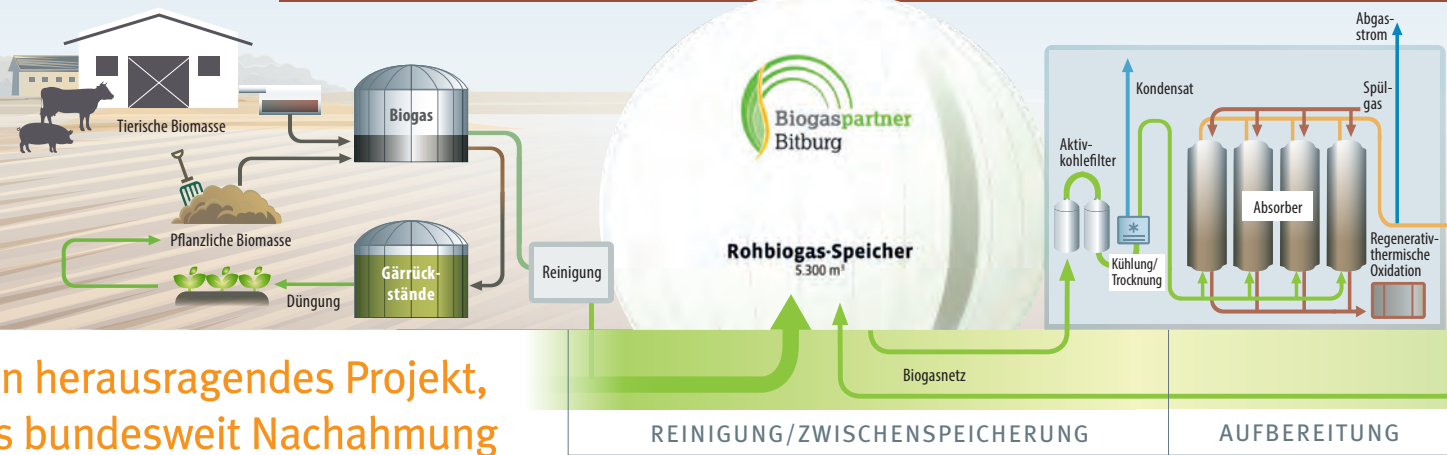 Tierische Biomasse
Biogas
Pflanzliche Biomasse
Gärrück-
stände
Düngung
Reinigung
Biogaspartner
Bitburg
Rohbiogas-Speicher
5.300 m³
Biogasnetz
Aktiv-
kohlefilter
Kondensat
Kühlung/
Trocknung
Absorber
Abgas-
strom
Spül-
gas
Regenerativ-
thermische
Oxidation
n herausragendes Projekt,
s bundesweit Nachahmung
REINIGUNG/ZWISCHENSPEICHERUNG
AUFBEREITUNG